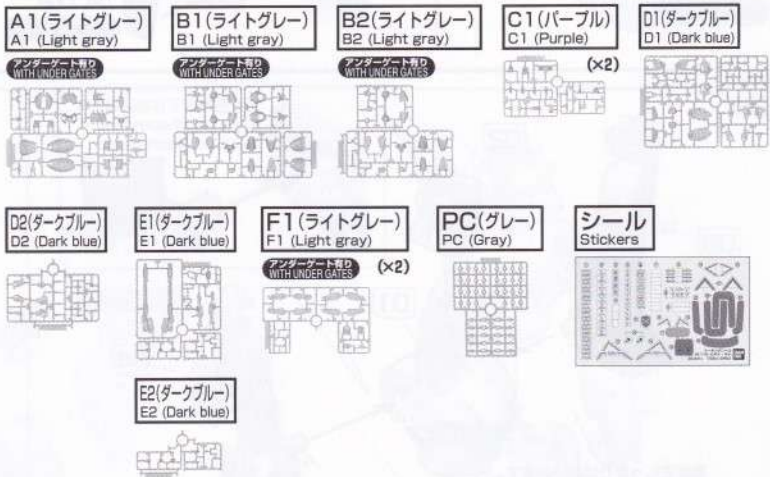 A1(ライトグレー)
A1 (Light gray)
アンダーゲート有り
WITH UNDER GATES
B1(ライトグレー)
B1 (Light gray)
アンダーゲート有り
WITH UNDER GATES
B2(ライトグレー)
B2 (Light gray)
アンダーゲート有り
WITH UNDER GATES
C1(パープル)
C1 (Purple)
(×2)
D1(ダークブルー)
D1 (Dark blue)
D2(ダークブルー)
D2 (Dark blue)
E1(ダークブルー)
E1 (Dark blue)
F1(ライトグレー)
F1 (Light gray)
アンダーゲート有り
WITH UNDER GATES
(×2)
PC(グレー)
PC (Gray)
シール
Stickers
E2(ダークブルー)
E2 (Dark blue)